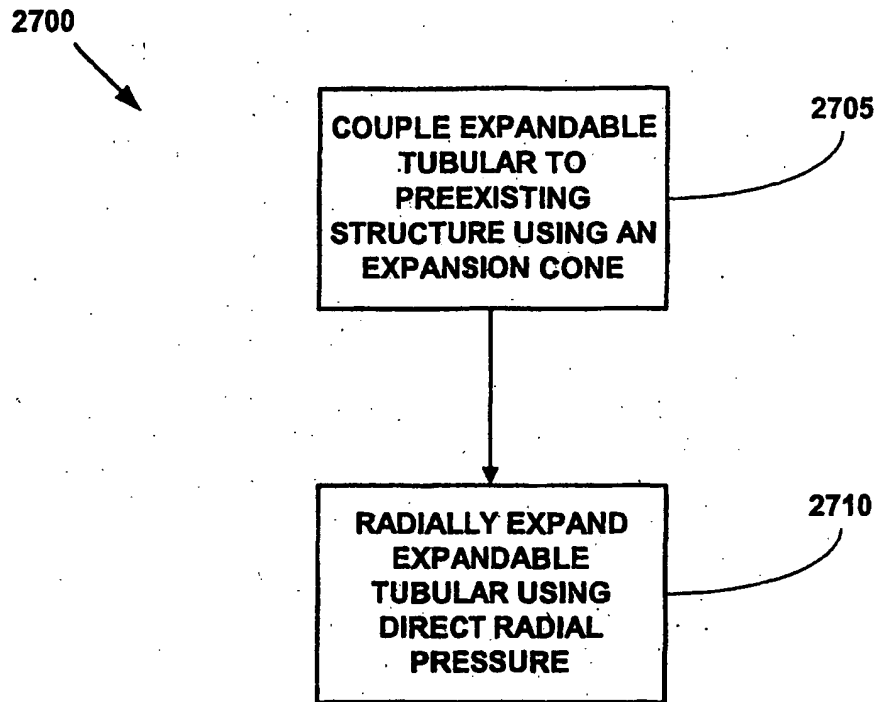 2700
COUPLE EXPANDABLE
TUBULAR TO
PREEXISTING
STRUCTURE USING AN
EXPANSION CONE
2705
RADIALLY EXPAND
EXPANDABLE
TUBULAR USING
DIRECT RADIAL
PRESSURE
2710